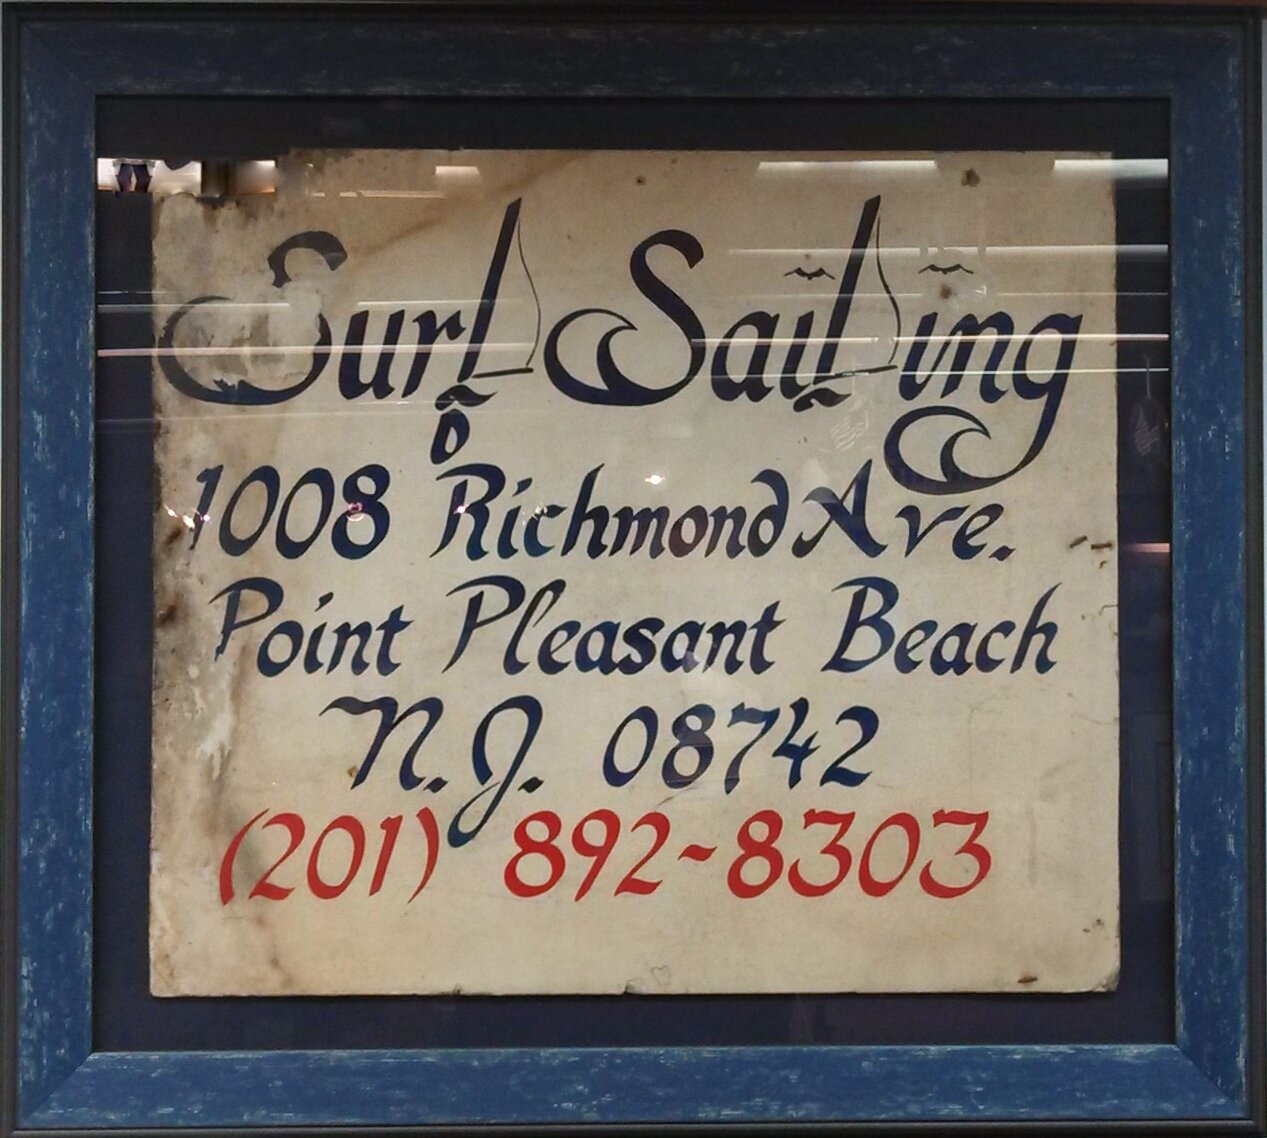 Surf Sailing
1008 Richmond Ave.
Point Pleasant Beach
N.J. 08742
(201) 892-8303